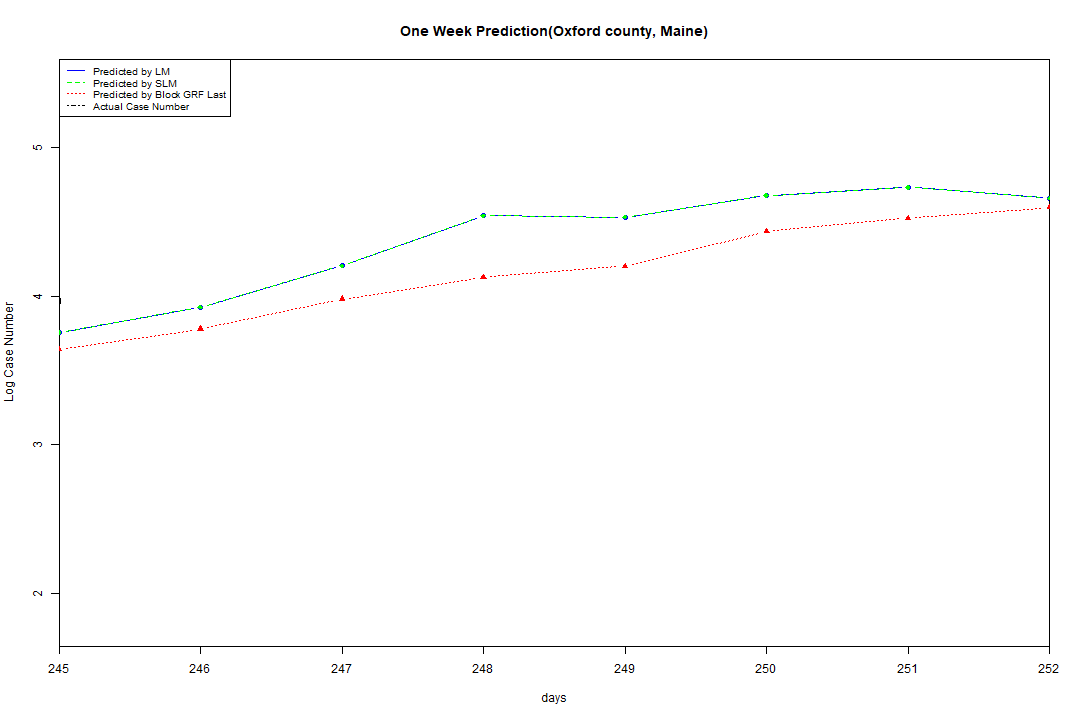 One Week Prediction(Oxford county, Maine)
Predicted by LM
Predicted by SLM
Predicted by Block GRF Last
Actual Case Number
5
4
3
2
Log Case Number
245 246 247 248 249 250 251 252
days